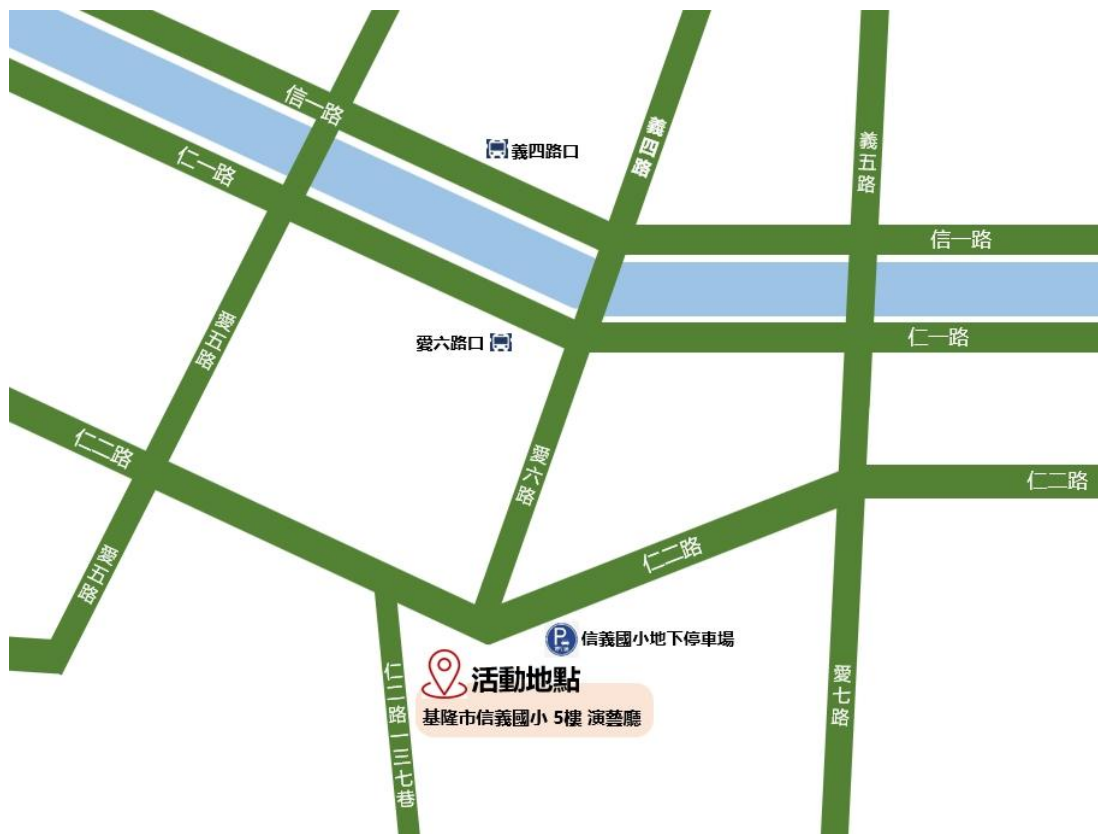 信一路
義四路
義四路口
義五路
仁一路
信一路
愛五路
愛六路口
仁一路
仁二路
愛六路
仁二路
愛五路
仁二路
P
信義國小地下停車場
活動地點
基隆市信義國小 5樓 演藝廳
仁二路一三七巷
愛七路